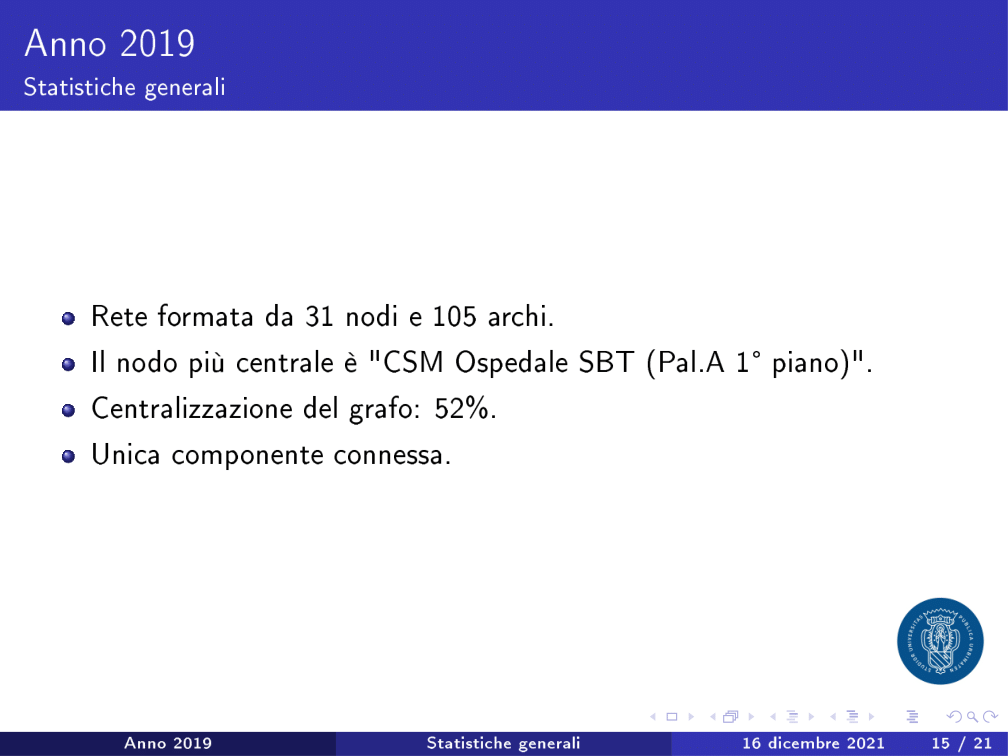 Anno 2019
Statistiche generali
Rete formata da 31 nodi e 105 archi.
Il nodo più centrale è "CSM Ospedale SBT (Pal.A 1° piano)".
Centralizzazione del grafo: 52%.
Unica componente connessa.
Anno 2019
Statistiche generali
16 dicembre 2021
15 / 21